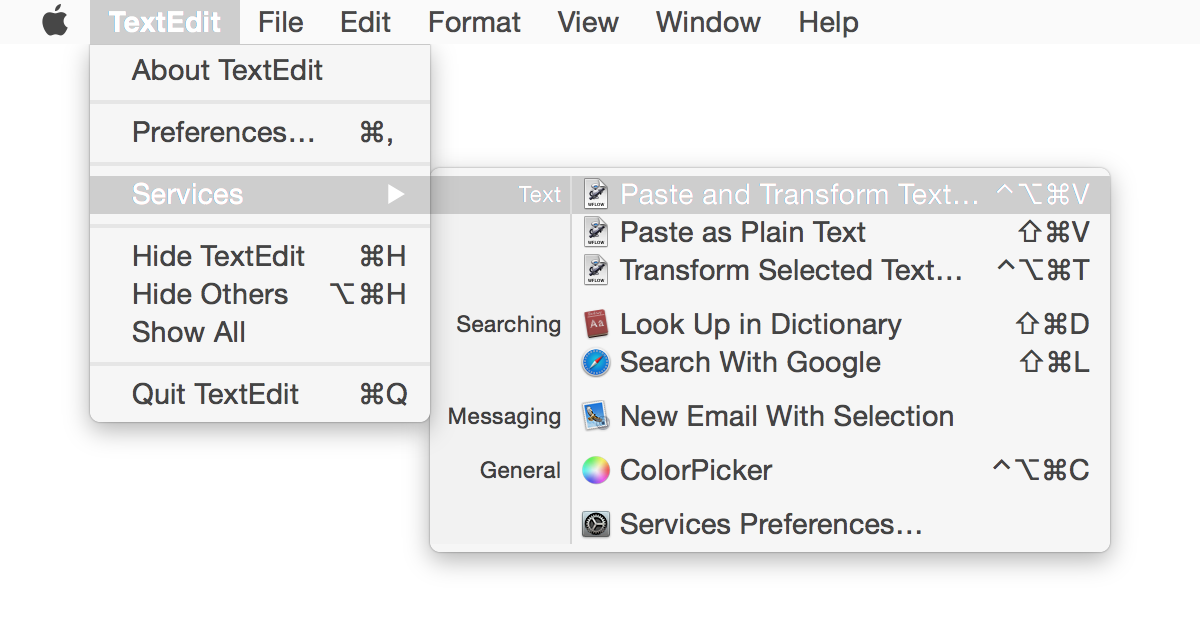 TextEdit File Edit Format View Window Help
About TextEdit
Preferences… ⌘,
Services ▶
Hide TextEdit ⌘H
Hide Others ⌥⌘H
Show All
Quit TextEdit ⌘Q
Text Paste and Transform Text… ^⌥⌘V
Paste as Plain Text ⇧⌘V
Transform Selected Text… ^⌥⌘T
Searching Look Up in Dictionary ⇧⌘D
Search With Google ⇧⌘L
Messaging New Email With Selection
General ColorPicker ^⌥⌘C
Services Preferences…